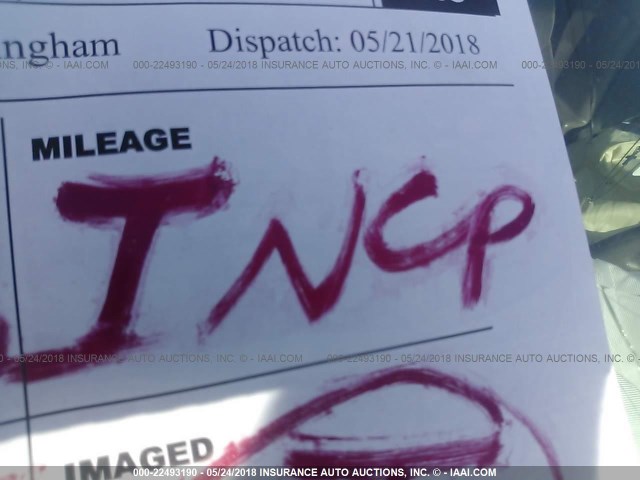 ingham Dispatch: 05/21/2018
000-22493190 - 05/24/2018 INSURANCE AUTO AUCTIONS, INC. © - IAAI.COM
MILEAGE
INCP
000-22493190 - 05/24/2018 INSURANCE AUTO AUCTIONS, INC. © - IAAI.COM
IMAGED
000-22493190 - 05/24/2018 INSURANCE AUTO AUCTIONS, INC. © - IAAI.COM